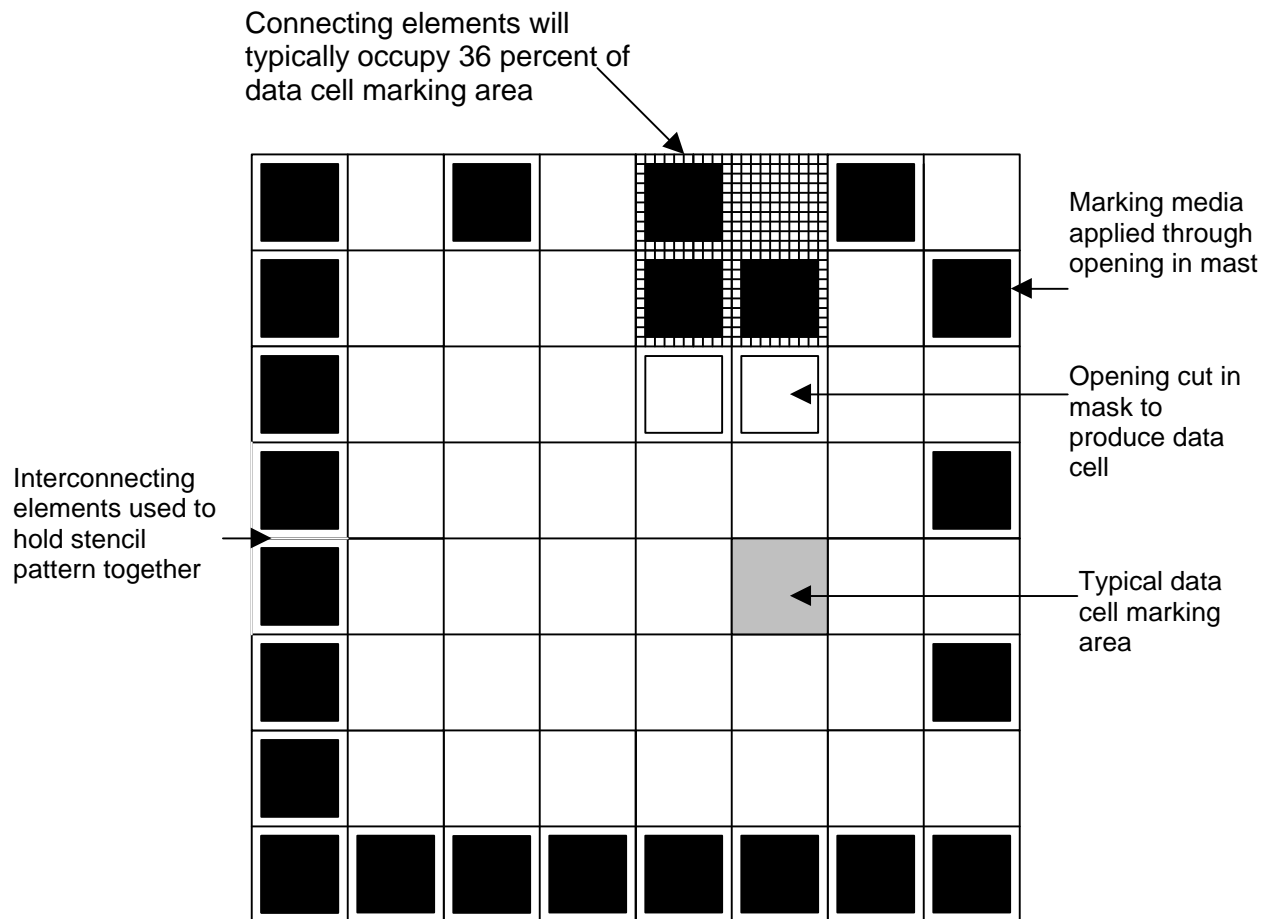 Connecting elements will
typically occupy 36 percent of
data cell marking area
Marking media
applied through
opening in mast
Opening cut in
mask to
produce data
cell
Interconnecting
elements used to
hold stencil
pattern together
Typical data
cell marking
area